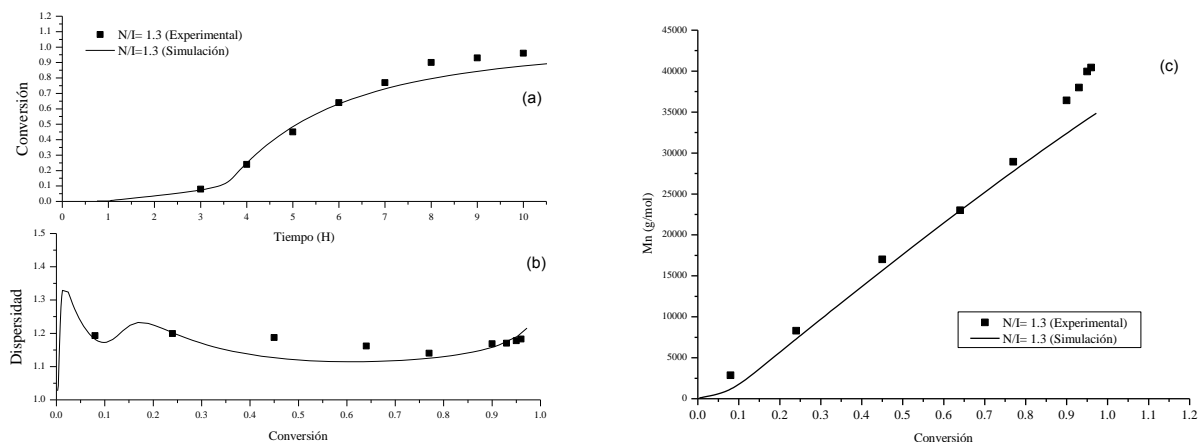 1.2
1.1
1.0
0.9
0.8
0.7
0.6
0.5
0.4
0.3
0.2
0.1
0.0
Conversión
N/I= 1.3 (Experimental)
N/I=1.3 (Simulación)
(a)
0 1 2 3 4 5 6 7 8 9 10
Tiempo (H)
1.5
1.4
1.3
1.2
1.1
1.0
Dispersidad
(b)
0.0 0.1 0.2 0.3 0.4 0.5 0.6 0.7 0.8 0.9 1.0
Conversión
45000
40000
35000
30000
25000
20000
15000
10000
5000
0
Mn (g/mol)
(c)
N/I= 1.3 (Experimental)
N/I= 1.3 (Simulación)
0.0 0.1 0.2 0.3 0.4 0.5 0.6 0.7 0.8 0.9 1.0 1.1 1.2
Conversión